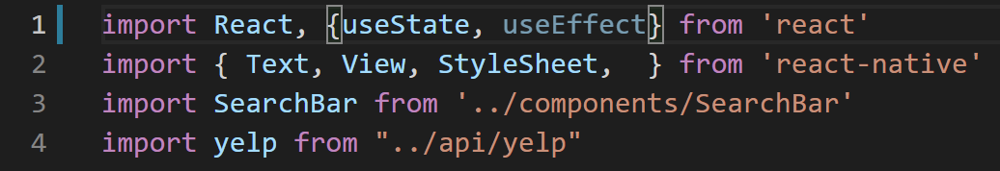 1 import React, {useState, useEffect} from 'react'
2 import { Text, View, StyleSheet,  } from 'react-native'
3 import SearchBar from '../components/SearchBar'
4 import yelp from "../api/yelp"